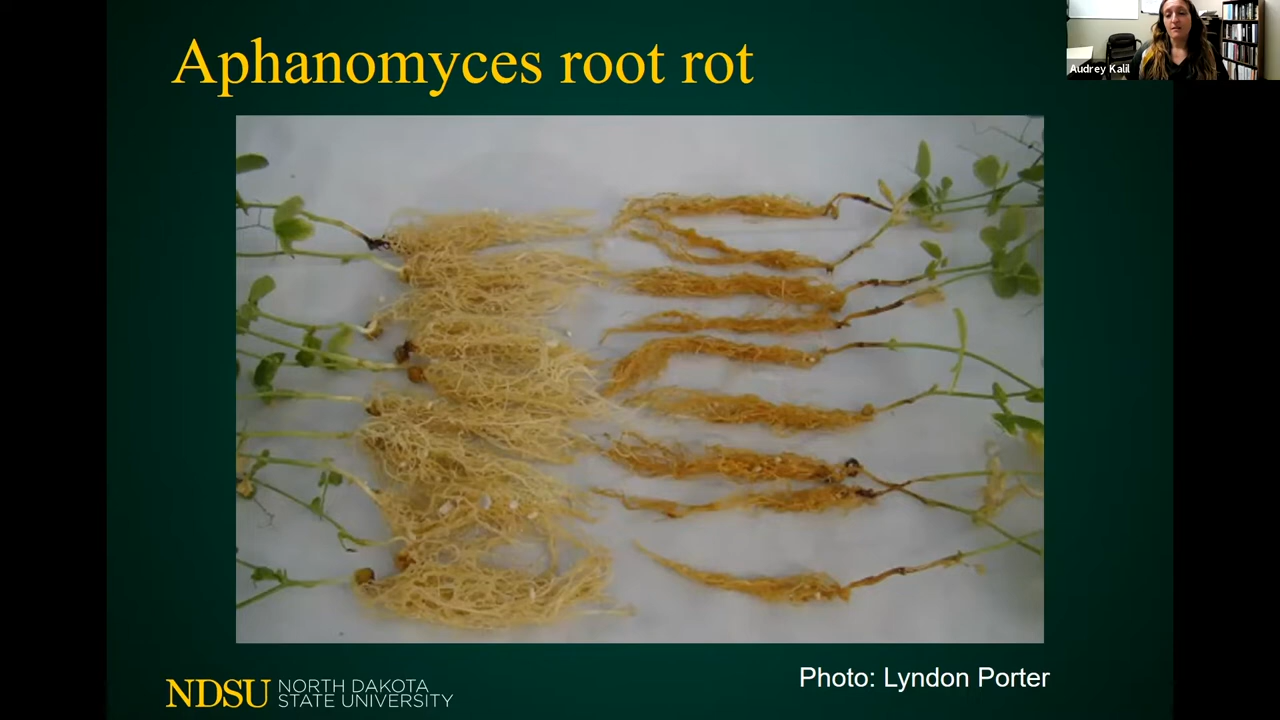 Aphanomyces root rot
Audrey Kalil
Photo: Lyndon Porter
NDSU NORTH DAKOTA
STATE UNIVERSITY